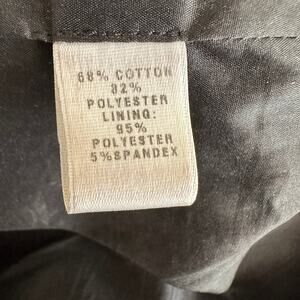 68% COTTON
32%
POLYESTER
LINING:
95%
POLYESTER
5%SPANDEX